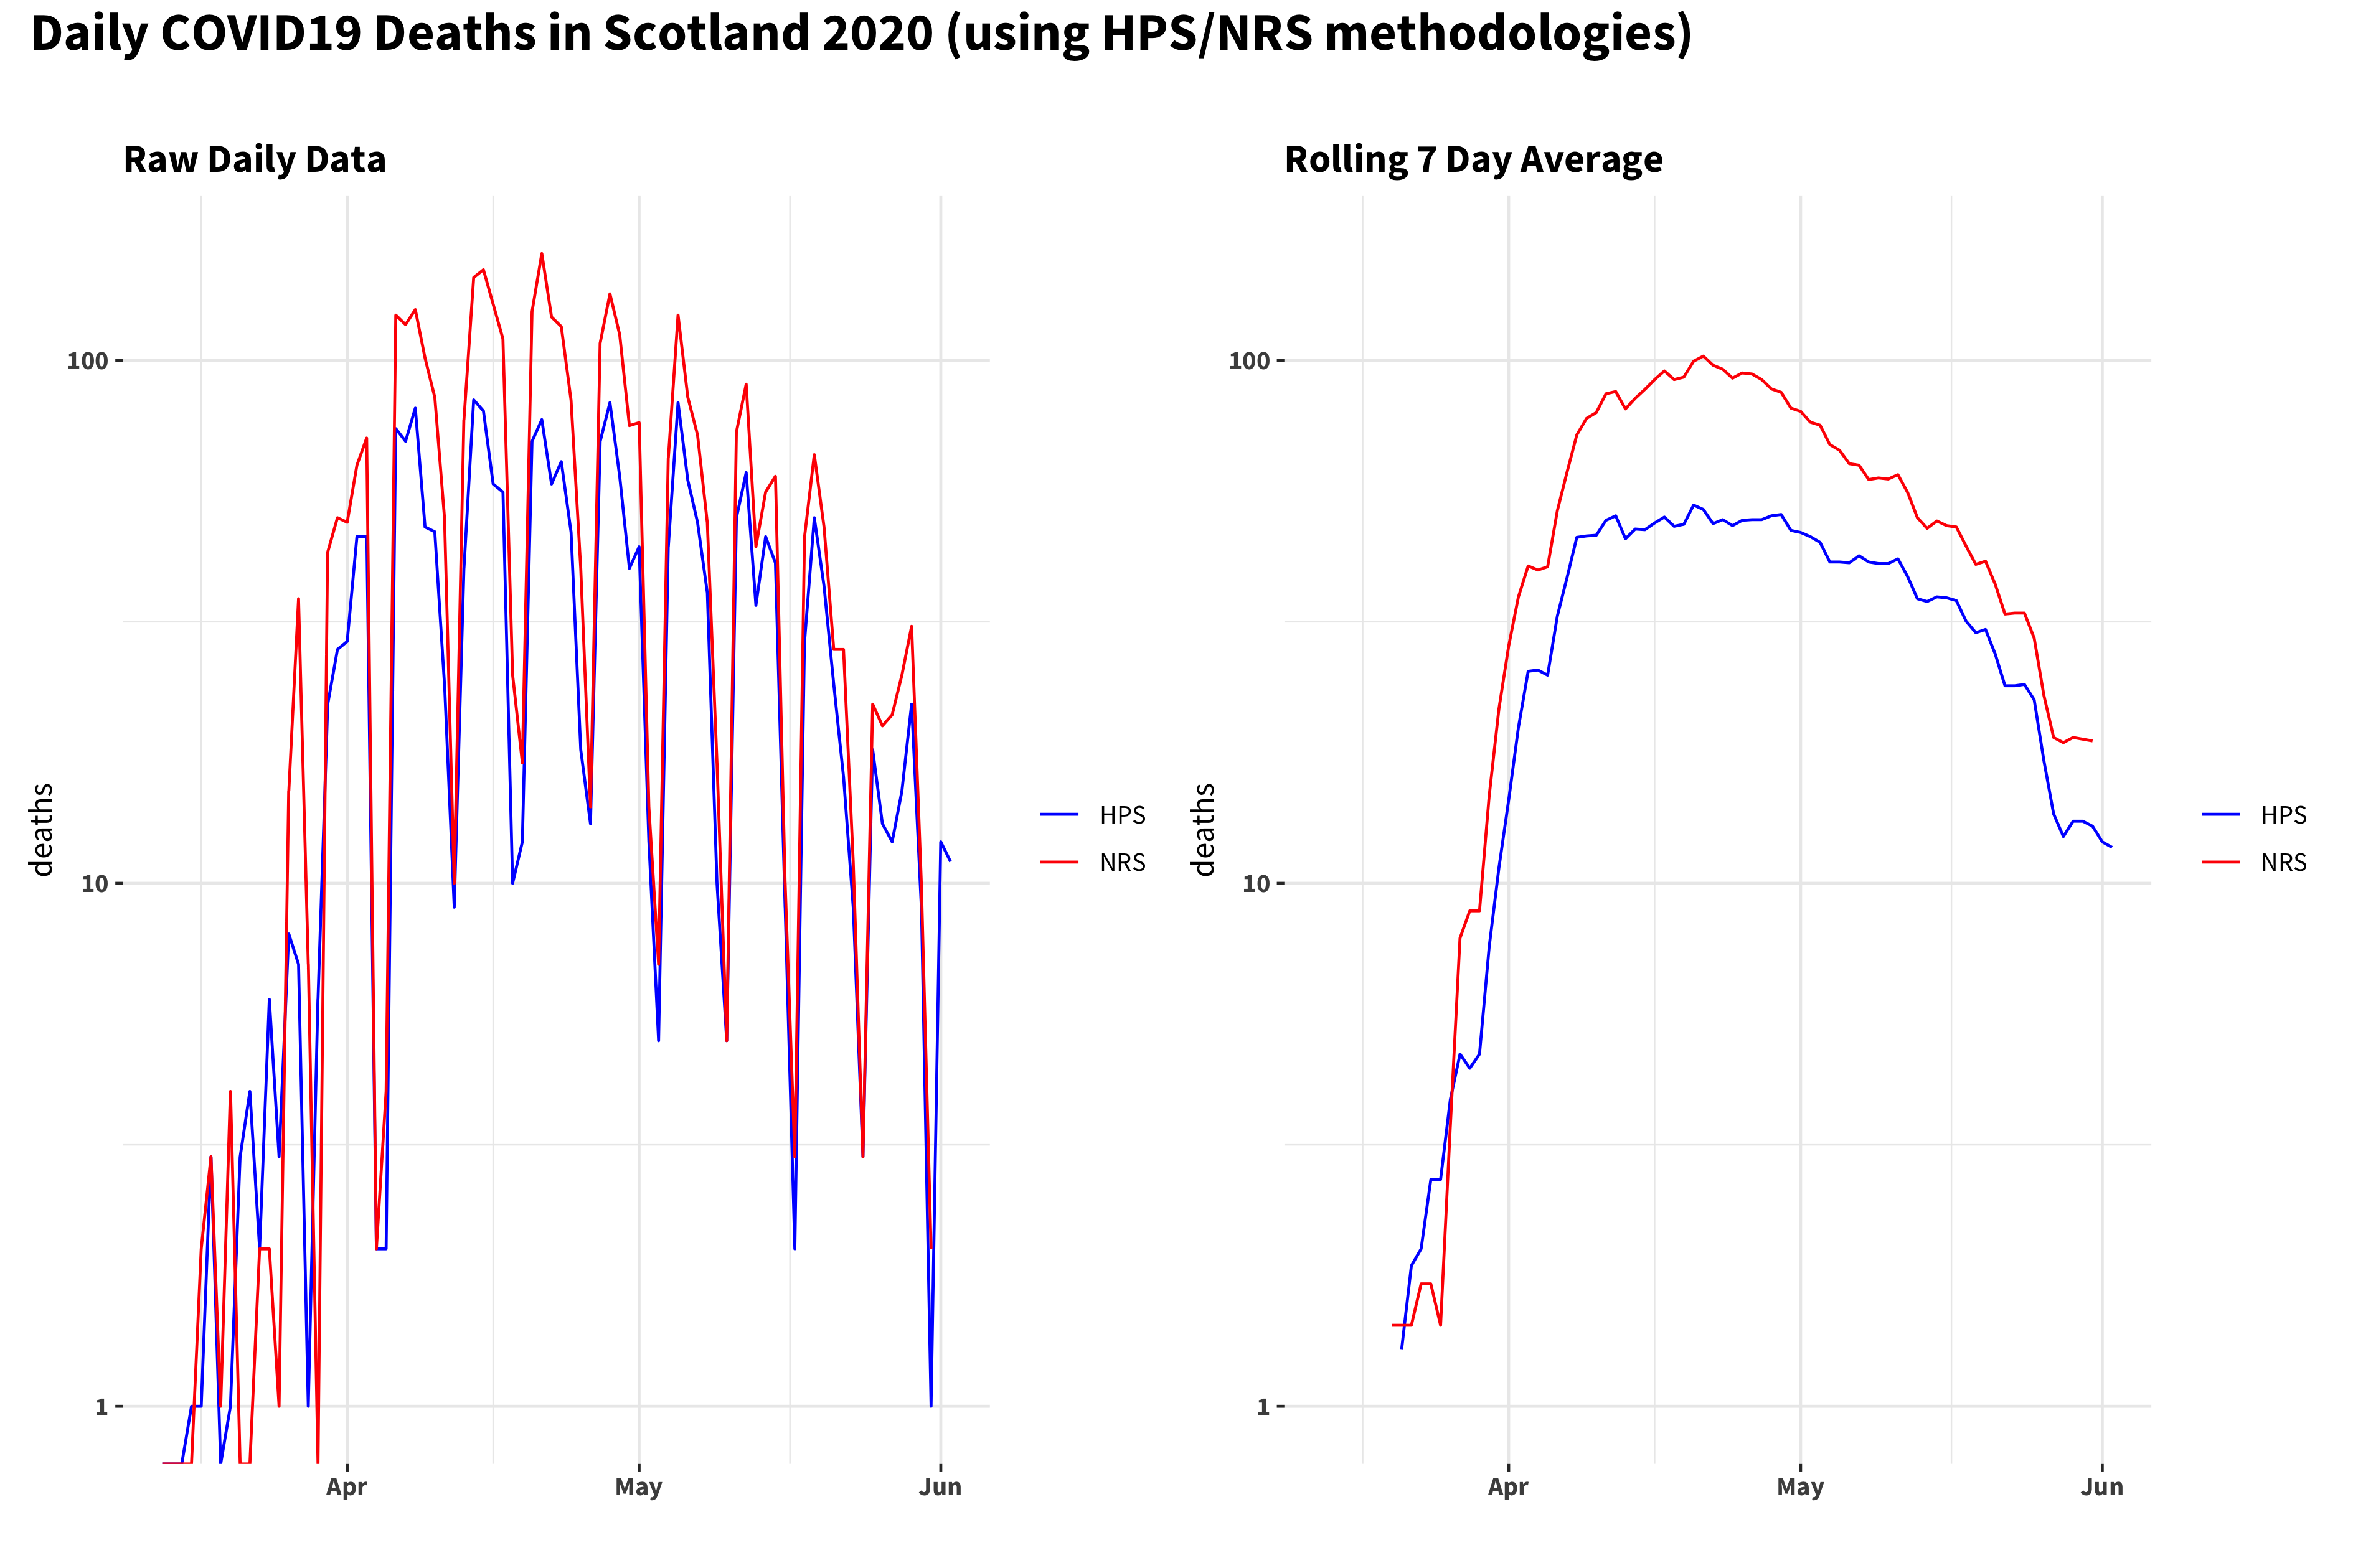 Daily COVID19 Deaths in Scotland 2020 (using HPS/NRS methodologies)
Raw Daily Data
deaths
100
10
1
Apr May Jun
HPS
NRS
Rolling 7 Day Average
deaths
100
10
1
Apr May Jun
HPS
NRS